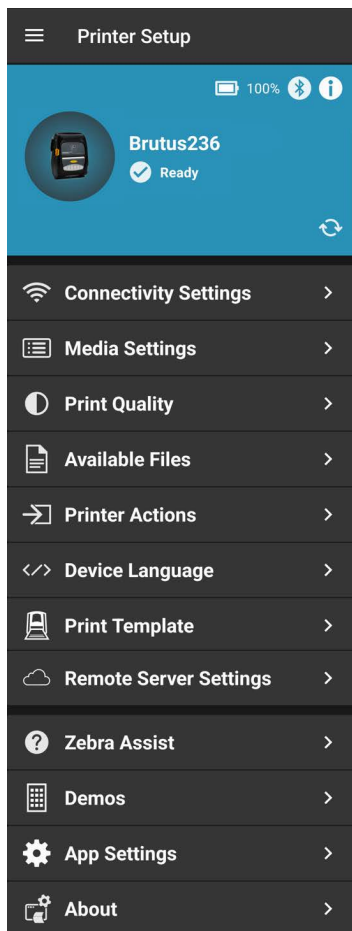 Printer Setup
100%
Brutus236
Ready
Connectivity Settings
Media Settings
Print Quality
Available Files
Printer Actions
Device Language
Print Template
Remote Server Settings
Zebra Assist
Demos
App Settings
About